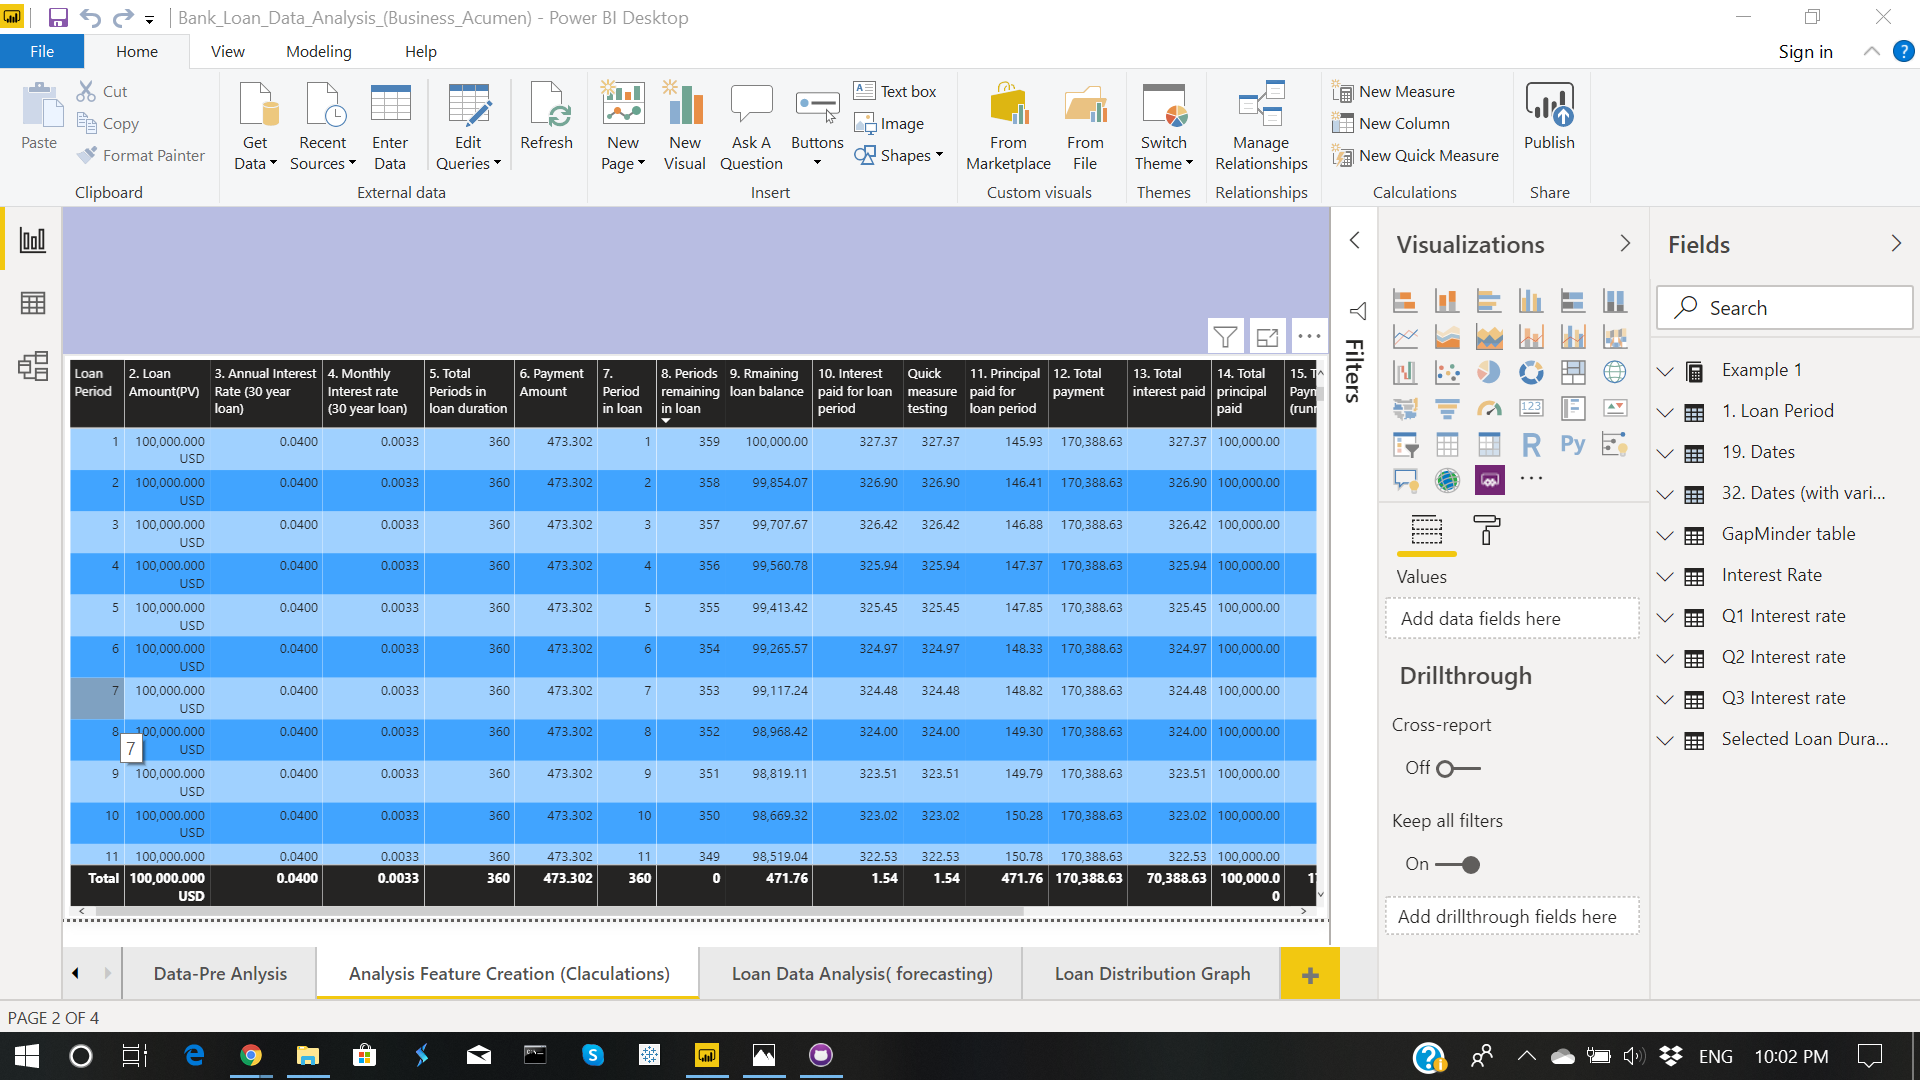 Bank_Loan_Data_Analysis_(Business_Acumen) - Power BI Desktop
File Home View Modeling Help Sign in
Paste
Cut
Copy
Format Painter
Clipboard
Get Data
Recent Sources
Enter Data
Edit Queries
Refresh
External data
New Page
New Visual
Ask A Question
Buttons
Text box
Image
Shapes
Insert
From Marketplace
From File
Custom visuals
Switch Theme
Themes
Manage Relationships
Relationships
New Measure
New Column
New Quick Measure
Calculations
Publish
Share
Loan Period 2. Loan Amount(PV) 3. Annual Interest Rate (30 year loan) 4. Monthly Interest rate (30 year loan) 5. Total Periods in loan duration 6. Payment Amount 7. Period in loan 8. Periods remaining in loan 9. Rmaining loan balance 10. Interest paid for loan period Quick measure testing 11. Principal paid for loan period 12. Total payment 13. Total interest paid 14. Total principal paid 15. T Paym (runr
1 100,000.000 USD 0.0400 0.0033 360 473.302 1 359 100,000.00 327.37 327.37 145.93 170,388.63 327.37 100,000.00
2 100,000.000 USD 0.0400 0.0033 360 473.302 2 358 99,854.07 326.90 326.90 146.41 170,388.63 326.90 100,000.00
3 100,000.000 USD 0.0400 0.0033 360 473.302 3 357 99,707.67 326.42 326.42 146.88 170,388.63 326.42 100,000.00
4 100,000.000 USD 0.0400 0.0033 360 473.302 4 356 99,560.78 325.94 325.94 147.37 170,388.63 325.94 100,000.00
5 100,000.000 USD 0.0400 0.0033 360 473.302 5 355 99,413.42 325.45 325.45 147.85 170,388.63 325.45 100,000.00
6 100,000.000 USD 0.0400 0.0033 360 473.302 6 354 99,265.57 324.97 324.97 148.33 170,388.63 324.97 100,000.00
7 100,000.000 USD 0.0400 0.0033 360 473.302 7 353 99,117.24 324.48 324.48 148.82 170,388.63 324.48 100,000.00
8 100,000.000 USD 0.0400 0.0033 360 473.302 8 352 98,968.42 324.00 324.00 149.30 170,388.63 324.00 100,000.00
7
9 100,000.000 USD 0.0400 0.0033 360 473.302 9 351 98,819.11 323.51 323.51 149.79 170,388.63 323.51 100,000.00
10 100,000.000 USD 0.0400 0.0033 360 473.302 10 350 98,669.32 323.02 323.02 150.28 170,388.63 323.02 100,000.00
11 100,000.000 0.0400 0.0033 360 473.302 11 349 98,519.04 322.53 322.53 150.78 170,388.63 322.53 100,000.00
Total 100,000.000 USD 0.0400 0.0033 360 473.302 360 0 471.76 1.54 1.54 471.76 170,388.63 70,388.63 100,000.00 1
Filters
Visualizations
123
R Py
Values
Add data fields here
Drillthrough
Cross-report
Off
Keep all filters
On
Add drillthrough fields here
Fields
Search
Example 1
1. Loan Period
19. Dates
32. Dates (with vari...
GapMinder table
Interest Rate
Q1 Interest rate
Q2 Interest rate
Q3 Interest rate
Selected Loan Dura...
Data-Pre Anlysis Analysis Feature Creation (Claculations) Loan Data Analysis( forecasting) Loan Distribution Graph
PAGE 2 OF 4
ENG 10:02 PM